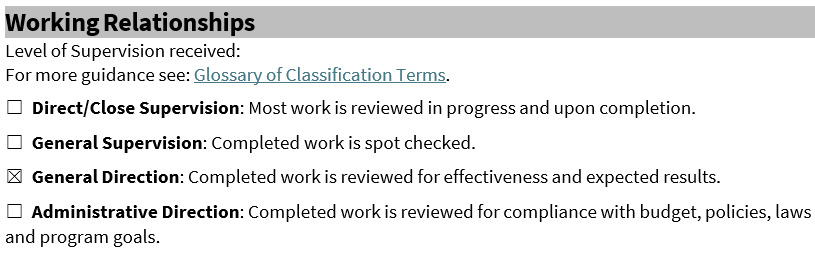 Working Relationships
Level of Supervision received:
For more guidance see: Glossary of Classification Terms.
☐ Direct/Close Supervision: Most work is reviewed in progress and upon completion.
☐ General Supervision: Completed work is spot checked.
☒ General Direction: Completed work is reviewed for effectiveness and expected results.
☐ Administrative Direction: Completed work is reviewed for compliance with budget, policies, laws
and program goals.